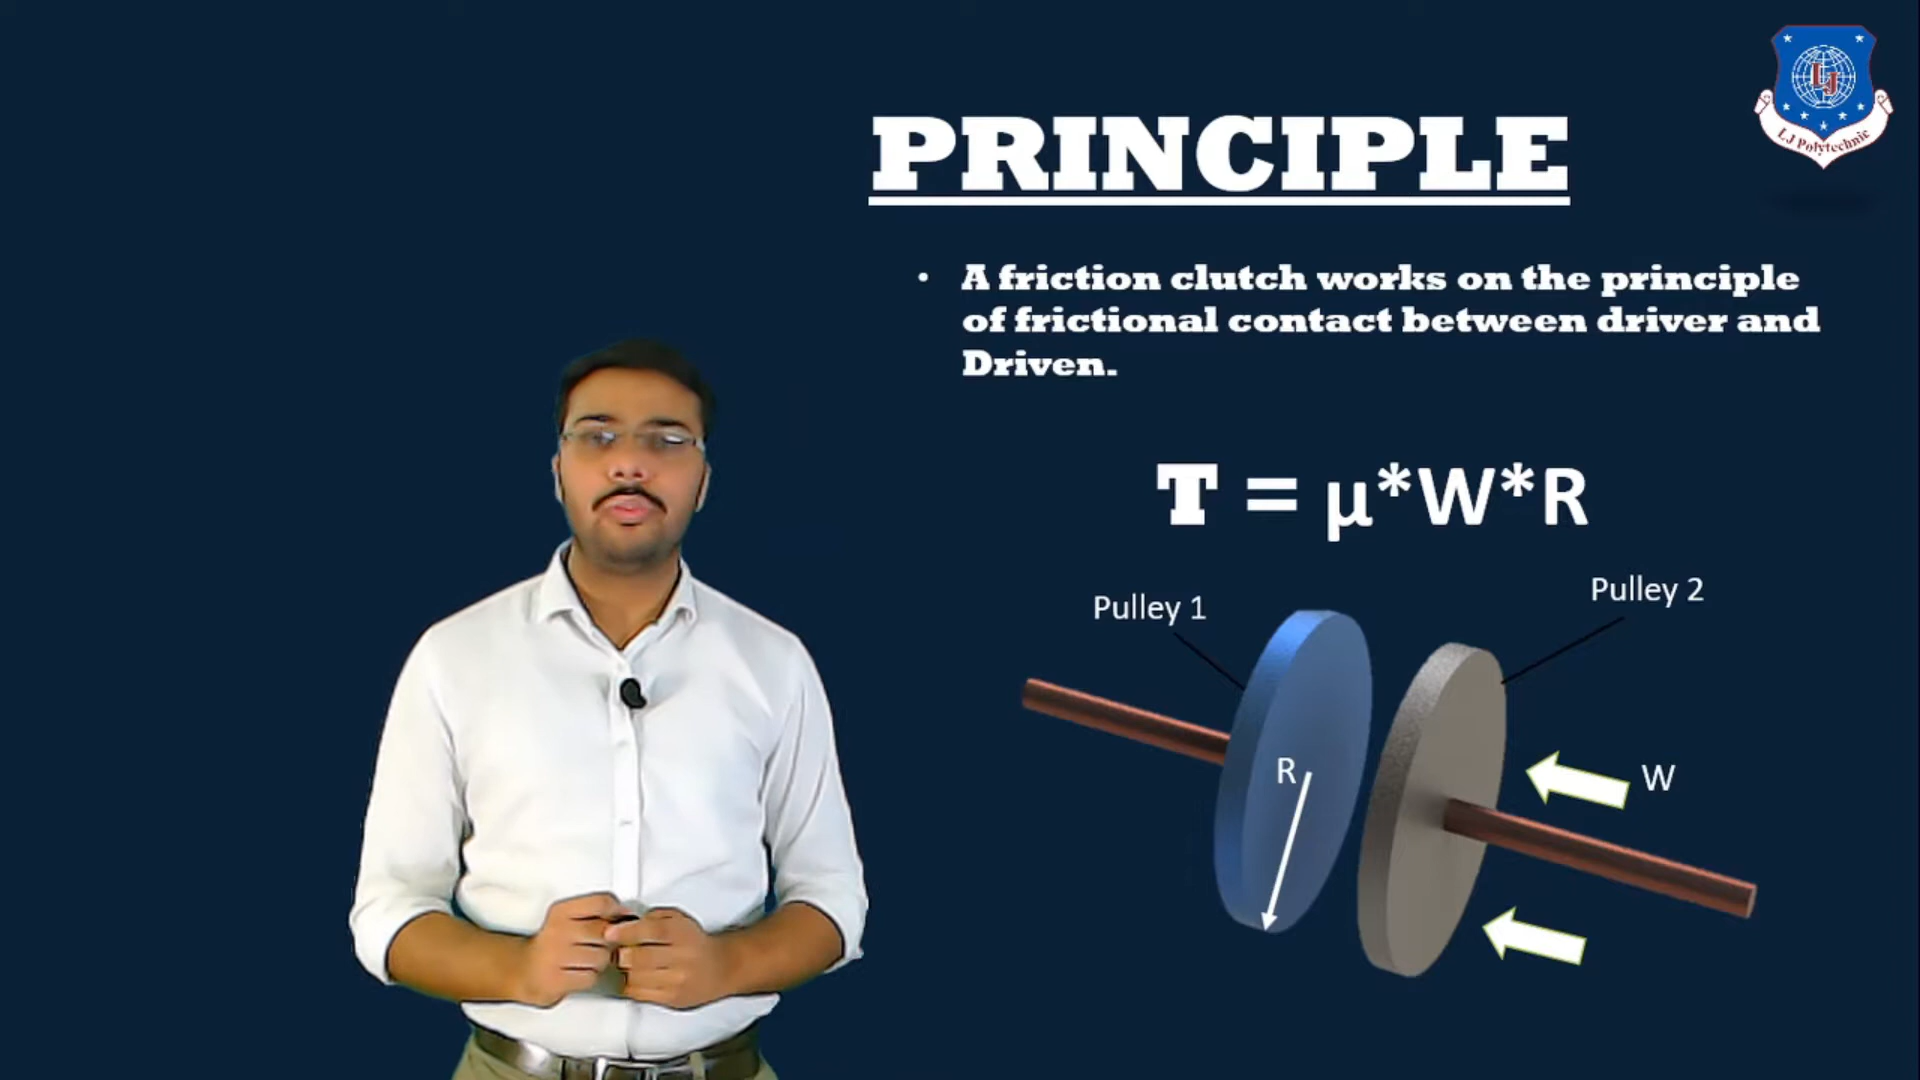 PRINCIPLE
LJ
LJ Polytechnic
• A friction clutch works on the principle
of frictional contact between driver and
Driven.
T = μ*W*R
Pulley 1
Pulley 2
R
W